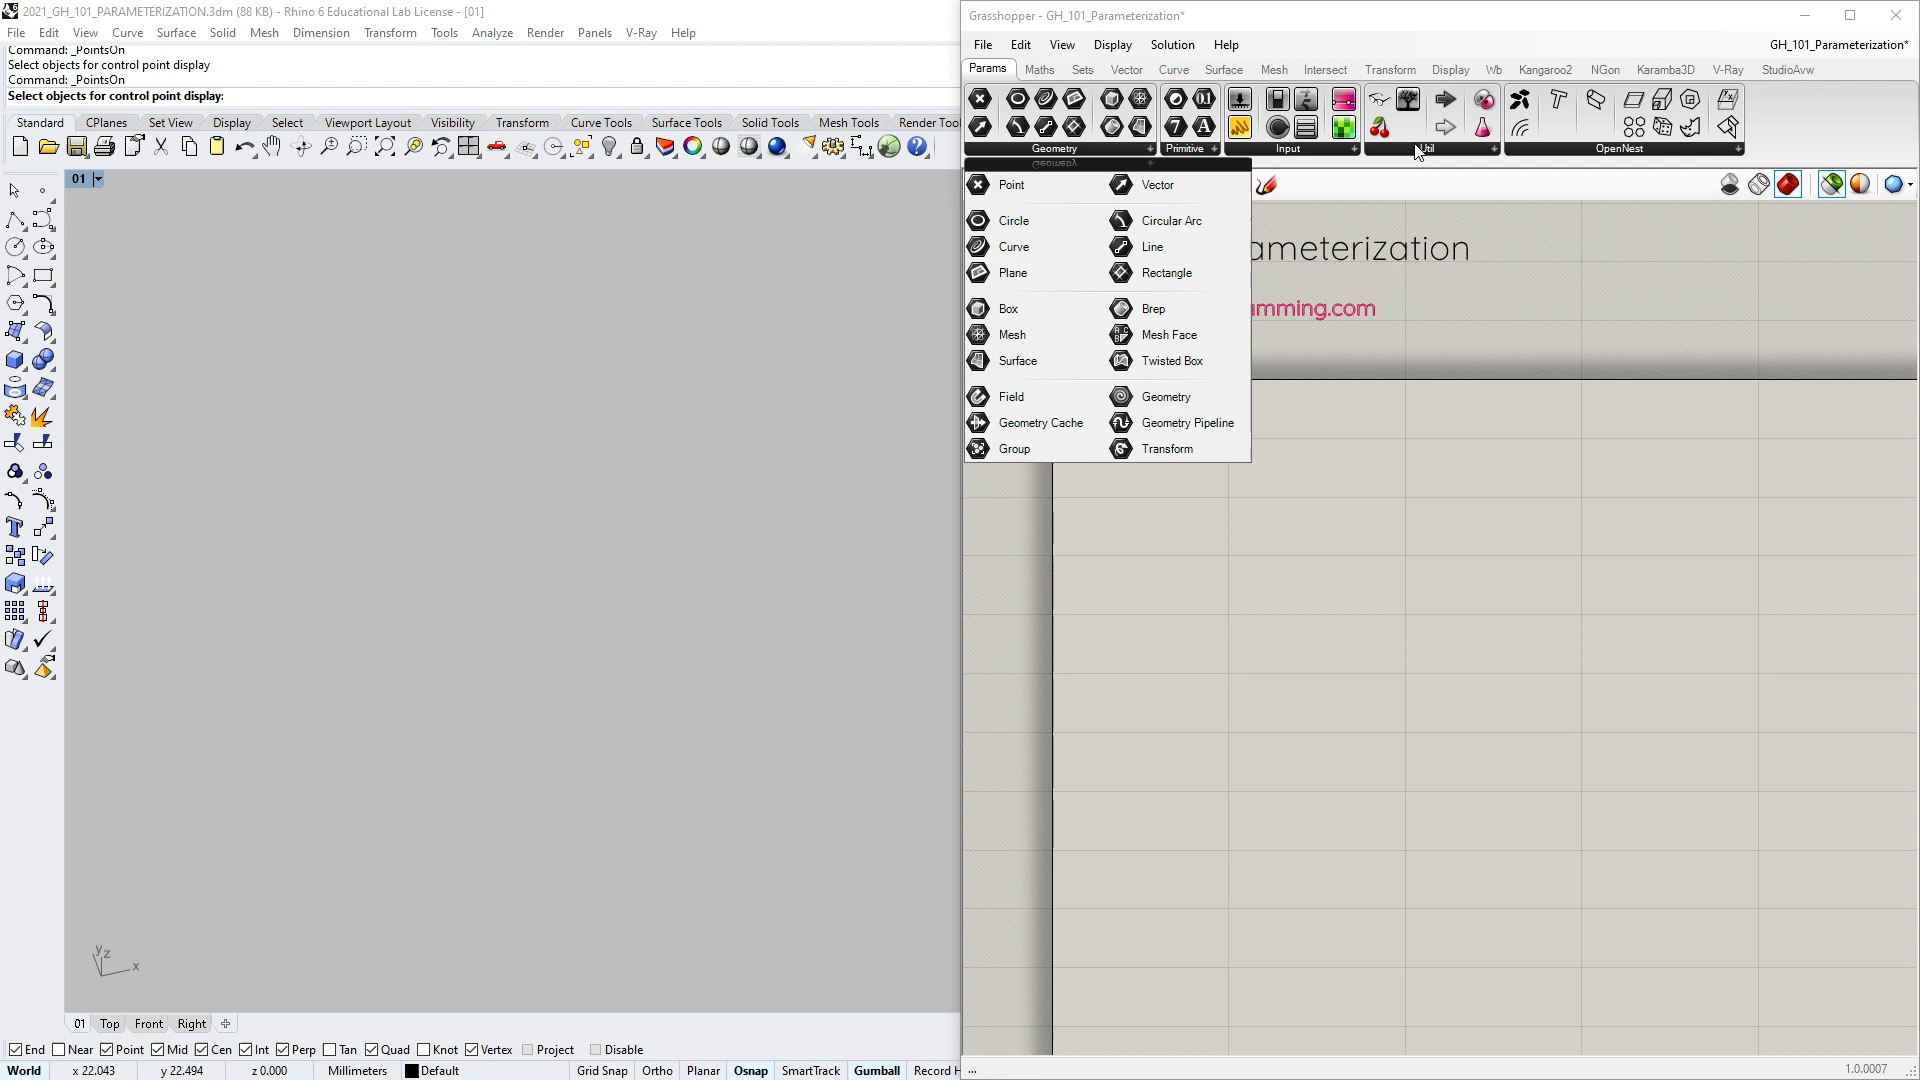 2021_GH_101_PARAMETERIZATION.3dm (88 KB) - Rhino 6 Educational Lab License - [01]
File Edit View Curve Surface Solid Mesh Dimension Transform Tools Analyze Render Panels V-Ray Help
Command: _PointsOn
Select objects for control point display
Command: _PointsOn
Select objects for control point display:
Standard CPlanes Set View Display Select Viewport Layout Visibility Transform Curve Tools Surface Tools Solid Tools Mesh Tools Render Tool
01
Grasshopper - GH_101_Parameterization*
File Edit View Display Solution Help
GH_101_Parameterization*
Params Maths Sets Vector Curve Surface Mesh Intersect Transform Display Wb Kangaroo2 NGon Karamba3D V-Ray StudioAvw
Geometry Primitive Input Util OpenNest
Geometry
Point Vector
Circle Circular Arc
Curve Line
Plane Rectangle
Box Brep
Mesh Mesh Face
Surface Twisted Box
Field Geometry
Geometry Cache Geometry Pipeline
Group Transform
ameterization
amming.com
y z x
01 Top Front Right
End Near Point Mid Cen Int Perp Tan Quad Knot Vertex Project Disable
World x 22.043 y 22.494 z 0.000 Millimeters Default Grid Snap Ortho Planar Osnap SmartTrack Gumball Record H
...
1.0.0007